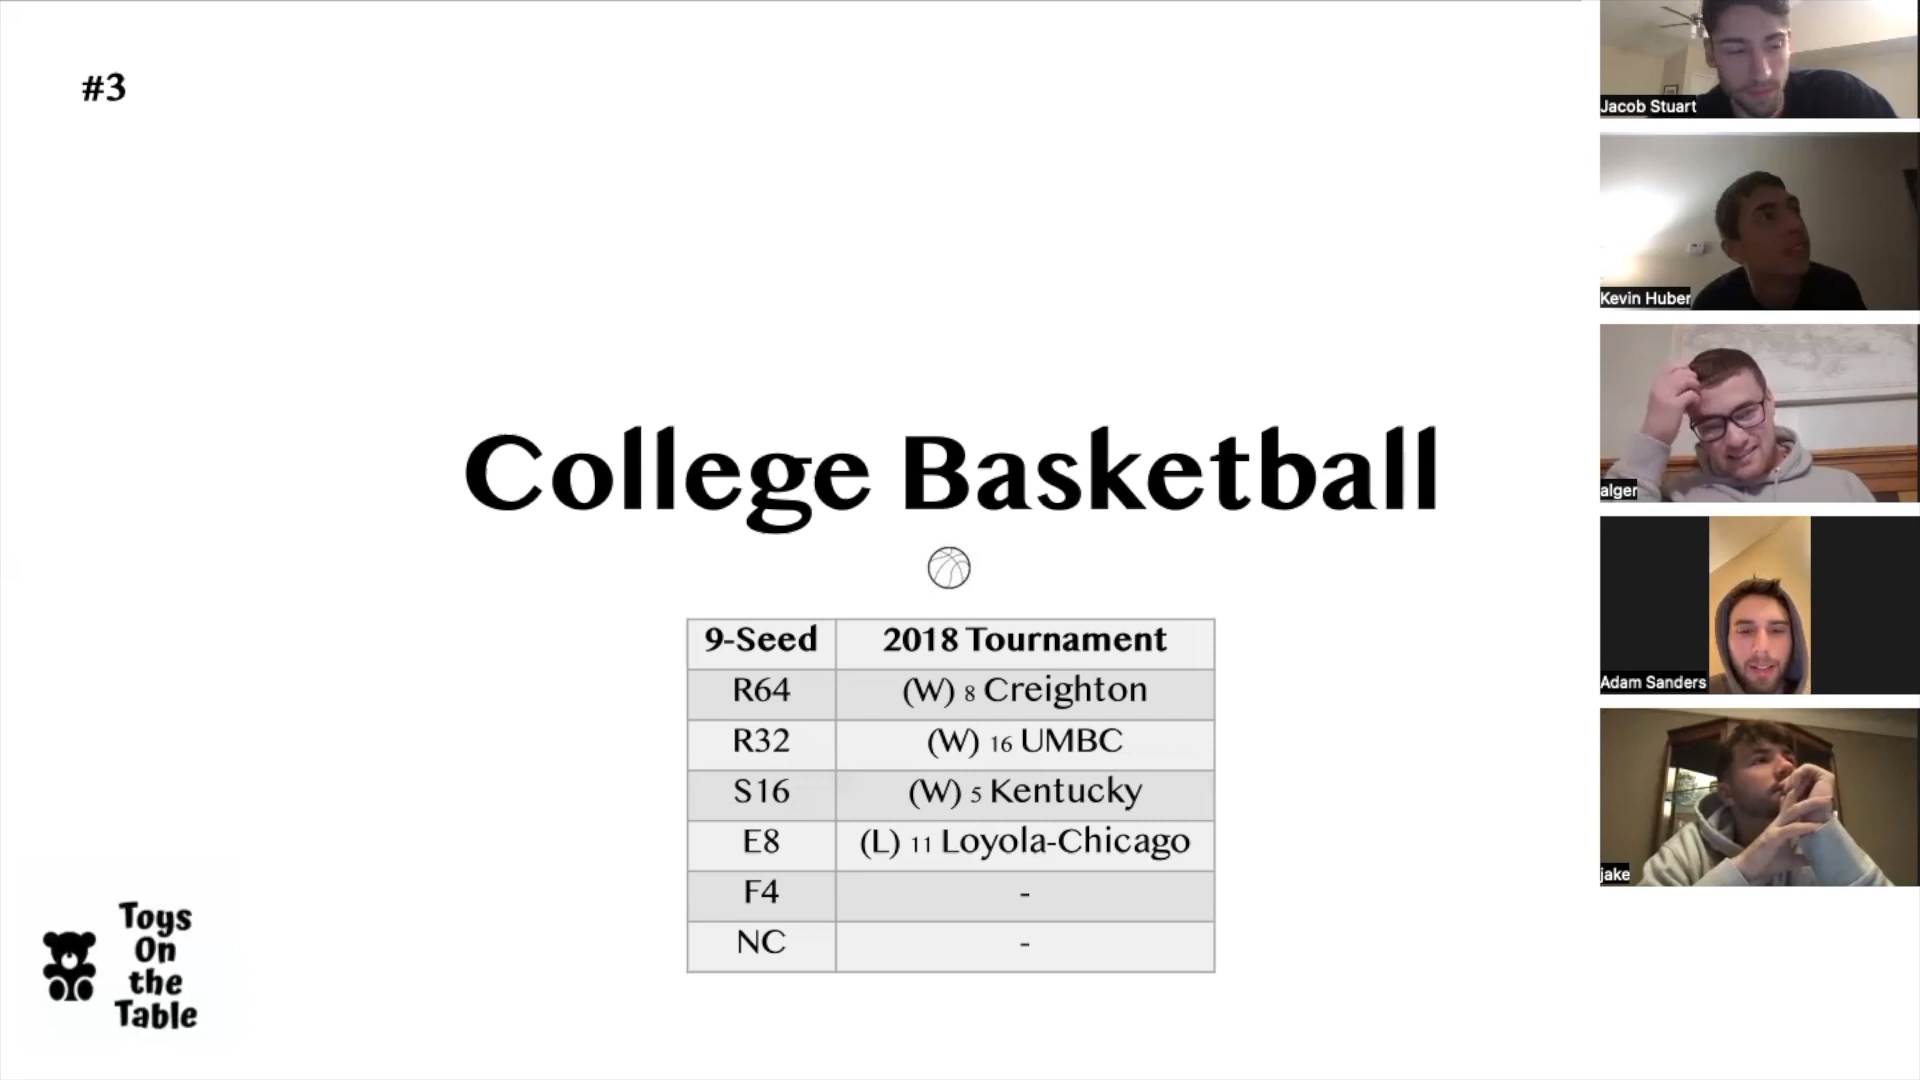 #3
College Basketball
9-Seed 2018 Tournament
R64 (W) 8 Creighton
R32 (W) 16 UMBC
S16 (W) 5 Kentucky
E8 (L) 11 Loyola-Chicago
F4 -
NC -
Toys
On
the
Table
Jacob Stuart
Kevin Huber
alger
Adam Sanders
jake